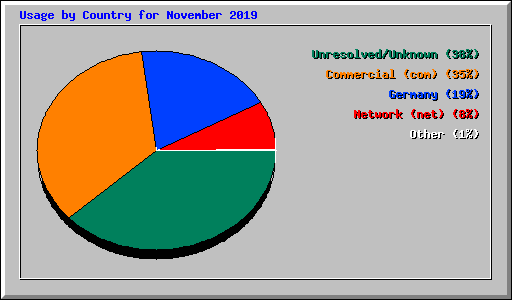 Usage by Country for November 2019
Unresolved/Unknown (38%)
Commercial (com) (35%)
Germany (19%)
Network (net) (8%)
Other (1%)